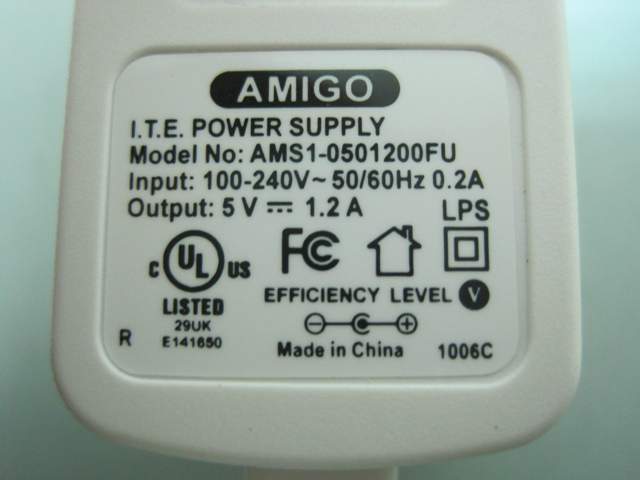 AMIGO
I.T.E. POWER SUPPLY
Model No: AMS1-0501200FU
Input: 100-240V~ 50/60Hz 0.2A
Output: 5 V ⎓ 1.2 A
LPS
C UL US
LISTED
29UK
E141650
FC
EFFICIENCY LEVEL V
R
Made in China
1006C